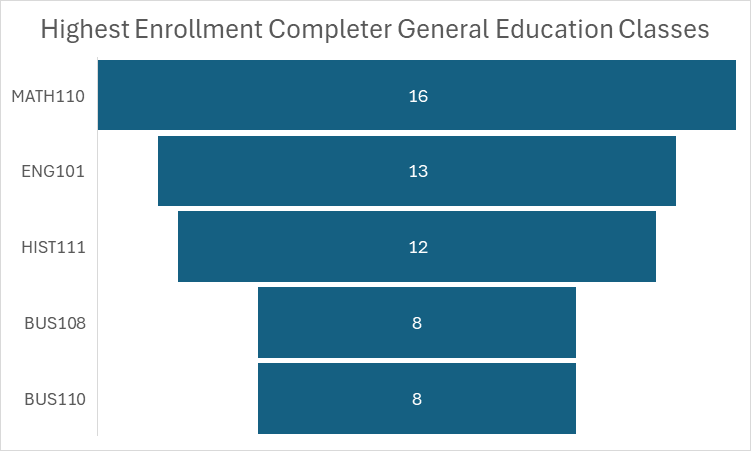 Highest Enrollment Completer General Education Classes
MATH110 16
ENG101 13
HIST111 12
BUS108 8
BUS110 8